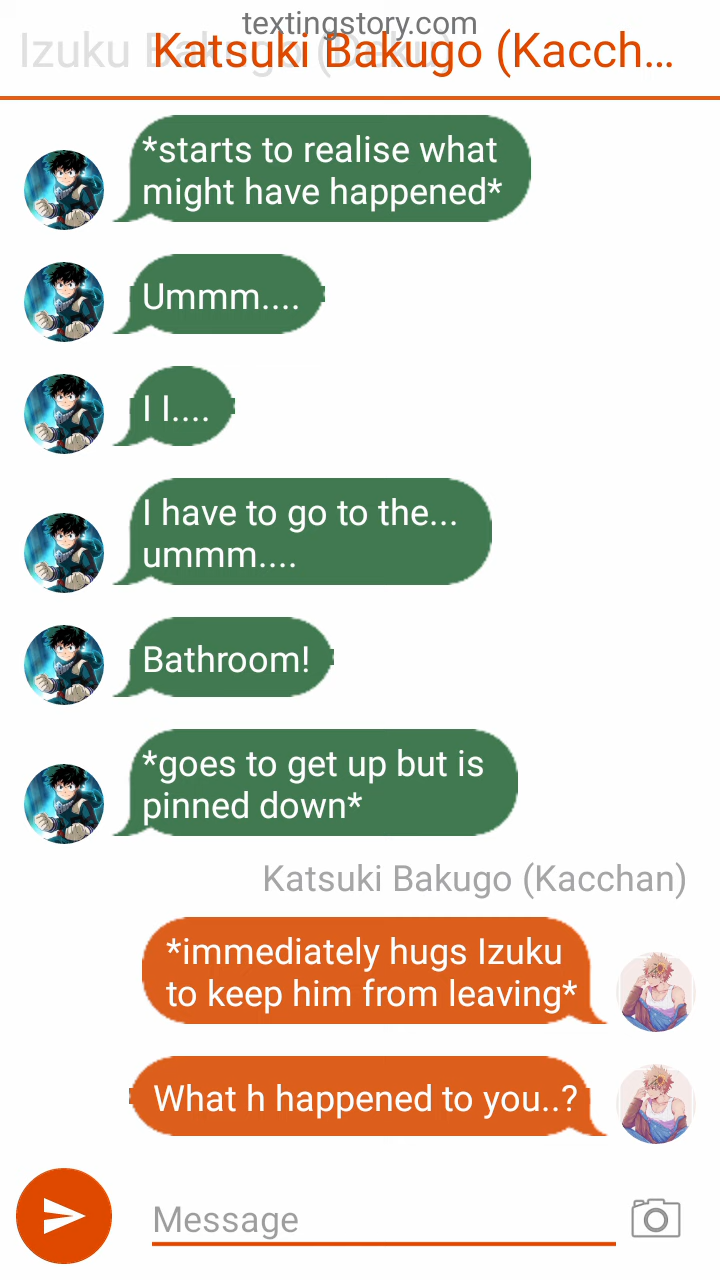 textingstory.com
Izuku Bakugo (Deku)
Katsuki Bakugo (Kacch...
*starts to realise what
might have happened*
Ummm....
I I....
I have to go to the...
ummm....
Bathroom!
*goes to get up but is
pinned down*
Katsuki Bakugo (Kacchan)
*immediately hugs Izuku
to keep him from leaving*
What h happened to you..?
Message